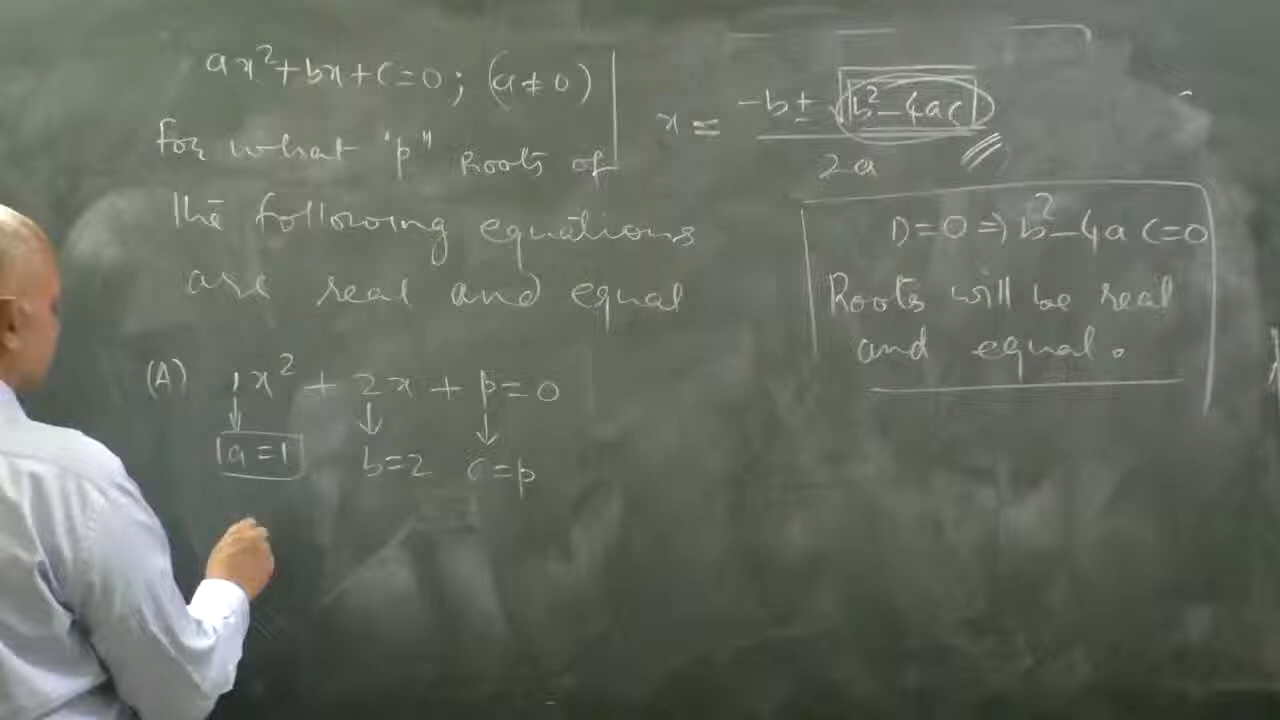 ax²+bx+c=0; (a≠0)
for what "p" Roots of
the following equations
are real and equal
x = (-b ± √(b²-4ac)) / 2a
D=0 ⇒ b²-4ac=0
Roots will be real
and equal.
(A) 1x² + 2x + p = 0
a=1 b=2 c=p